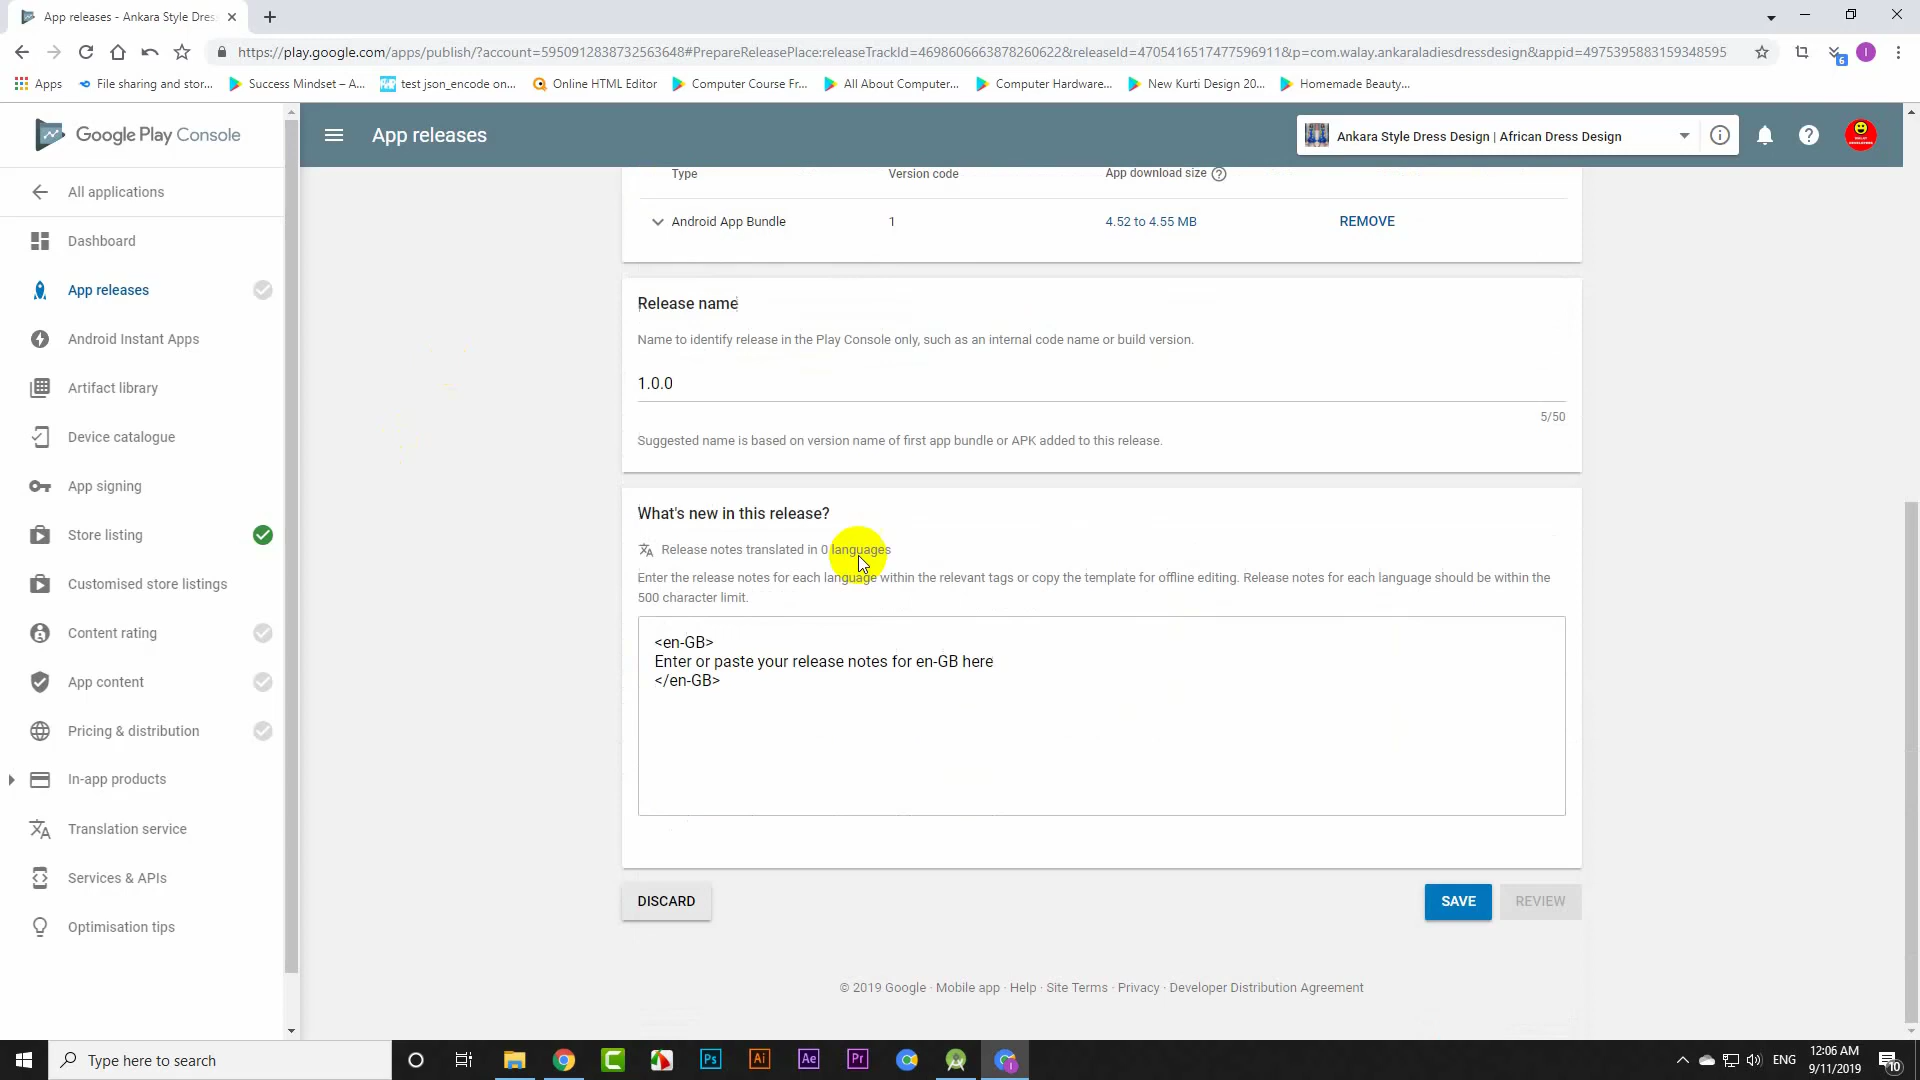 App releases - Ankara Style Dres
https://play.google.com/apps/publish/?account=5950912838732563648#PrepareReleasePlace:releaseTrackId=4698606663878260622&releaseId=4705416517477596911&p=com.walay.ankaraladiesdressdesign&appid=4975395883159348595
6
Apps
File sharing and stor...
Success Mindset – A...
test json_encode on...
Online HTML Editor
Computer Course Fr...
All About Computer...
Computer Hardware...
New Kurti Design 20...
Homemade Beauty...
Google Play Console
App releases
Ankara Style Dress Design | African Dress Design
All applications
Dashboard
App releases
Android Instant Apps
Artifact library
Device catalogue
App signing
Store listing
Customised store listings
Content rating
App content
Pricing & distribution
In-app products
Translation service
Services & APIs
Optimisation tips
Type Version code App download size
Android App Bundle 1 4.52 to 4.55 MB REMOVE
Release name
Name to identify release in the Play Console only, such as an internal code name or build version.
1.0.0
5/50
Suggested name is based on version name of first app bundle or APK added to this release.
What's new in this release?
Release notes translated in 0 languages
Enter the release notes for each language within the relevant tags or copy the template for offline editing. Release notes for each language should be within the
500 character limit.
<en-GB>
Enter or paste your release notes for en-GB here
</en-GB>
DISCARD SAVE REVIEW
© 2019 Google · Mobile app · Help · Site Terms · Privacy · Developer Distribution Agreement
Type here to search
Ps
Ai
Ae
Pr
ENG
12:06 AM
9/11/2019
10